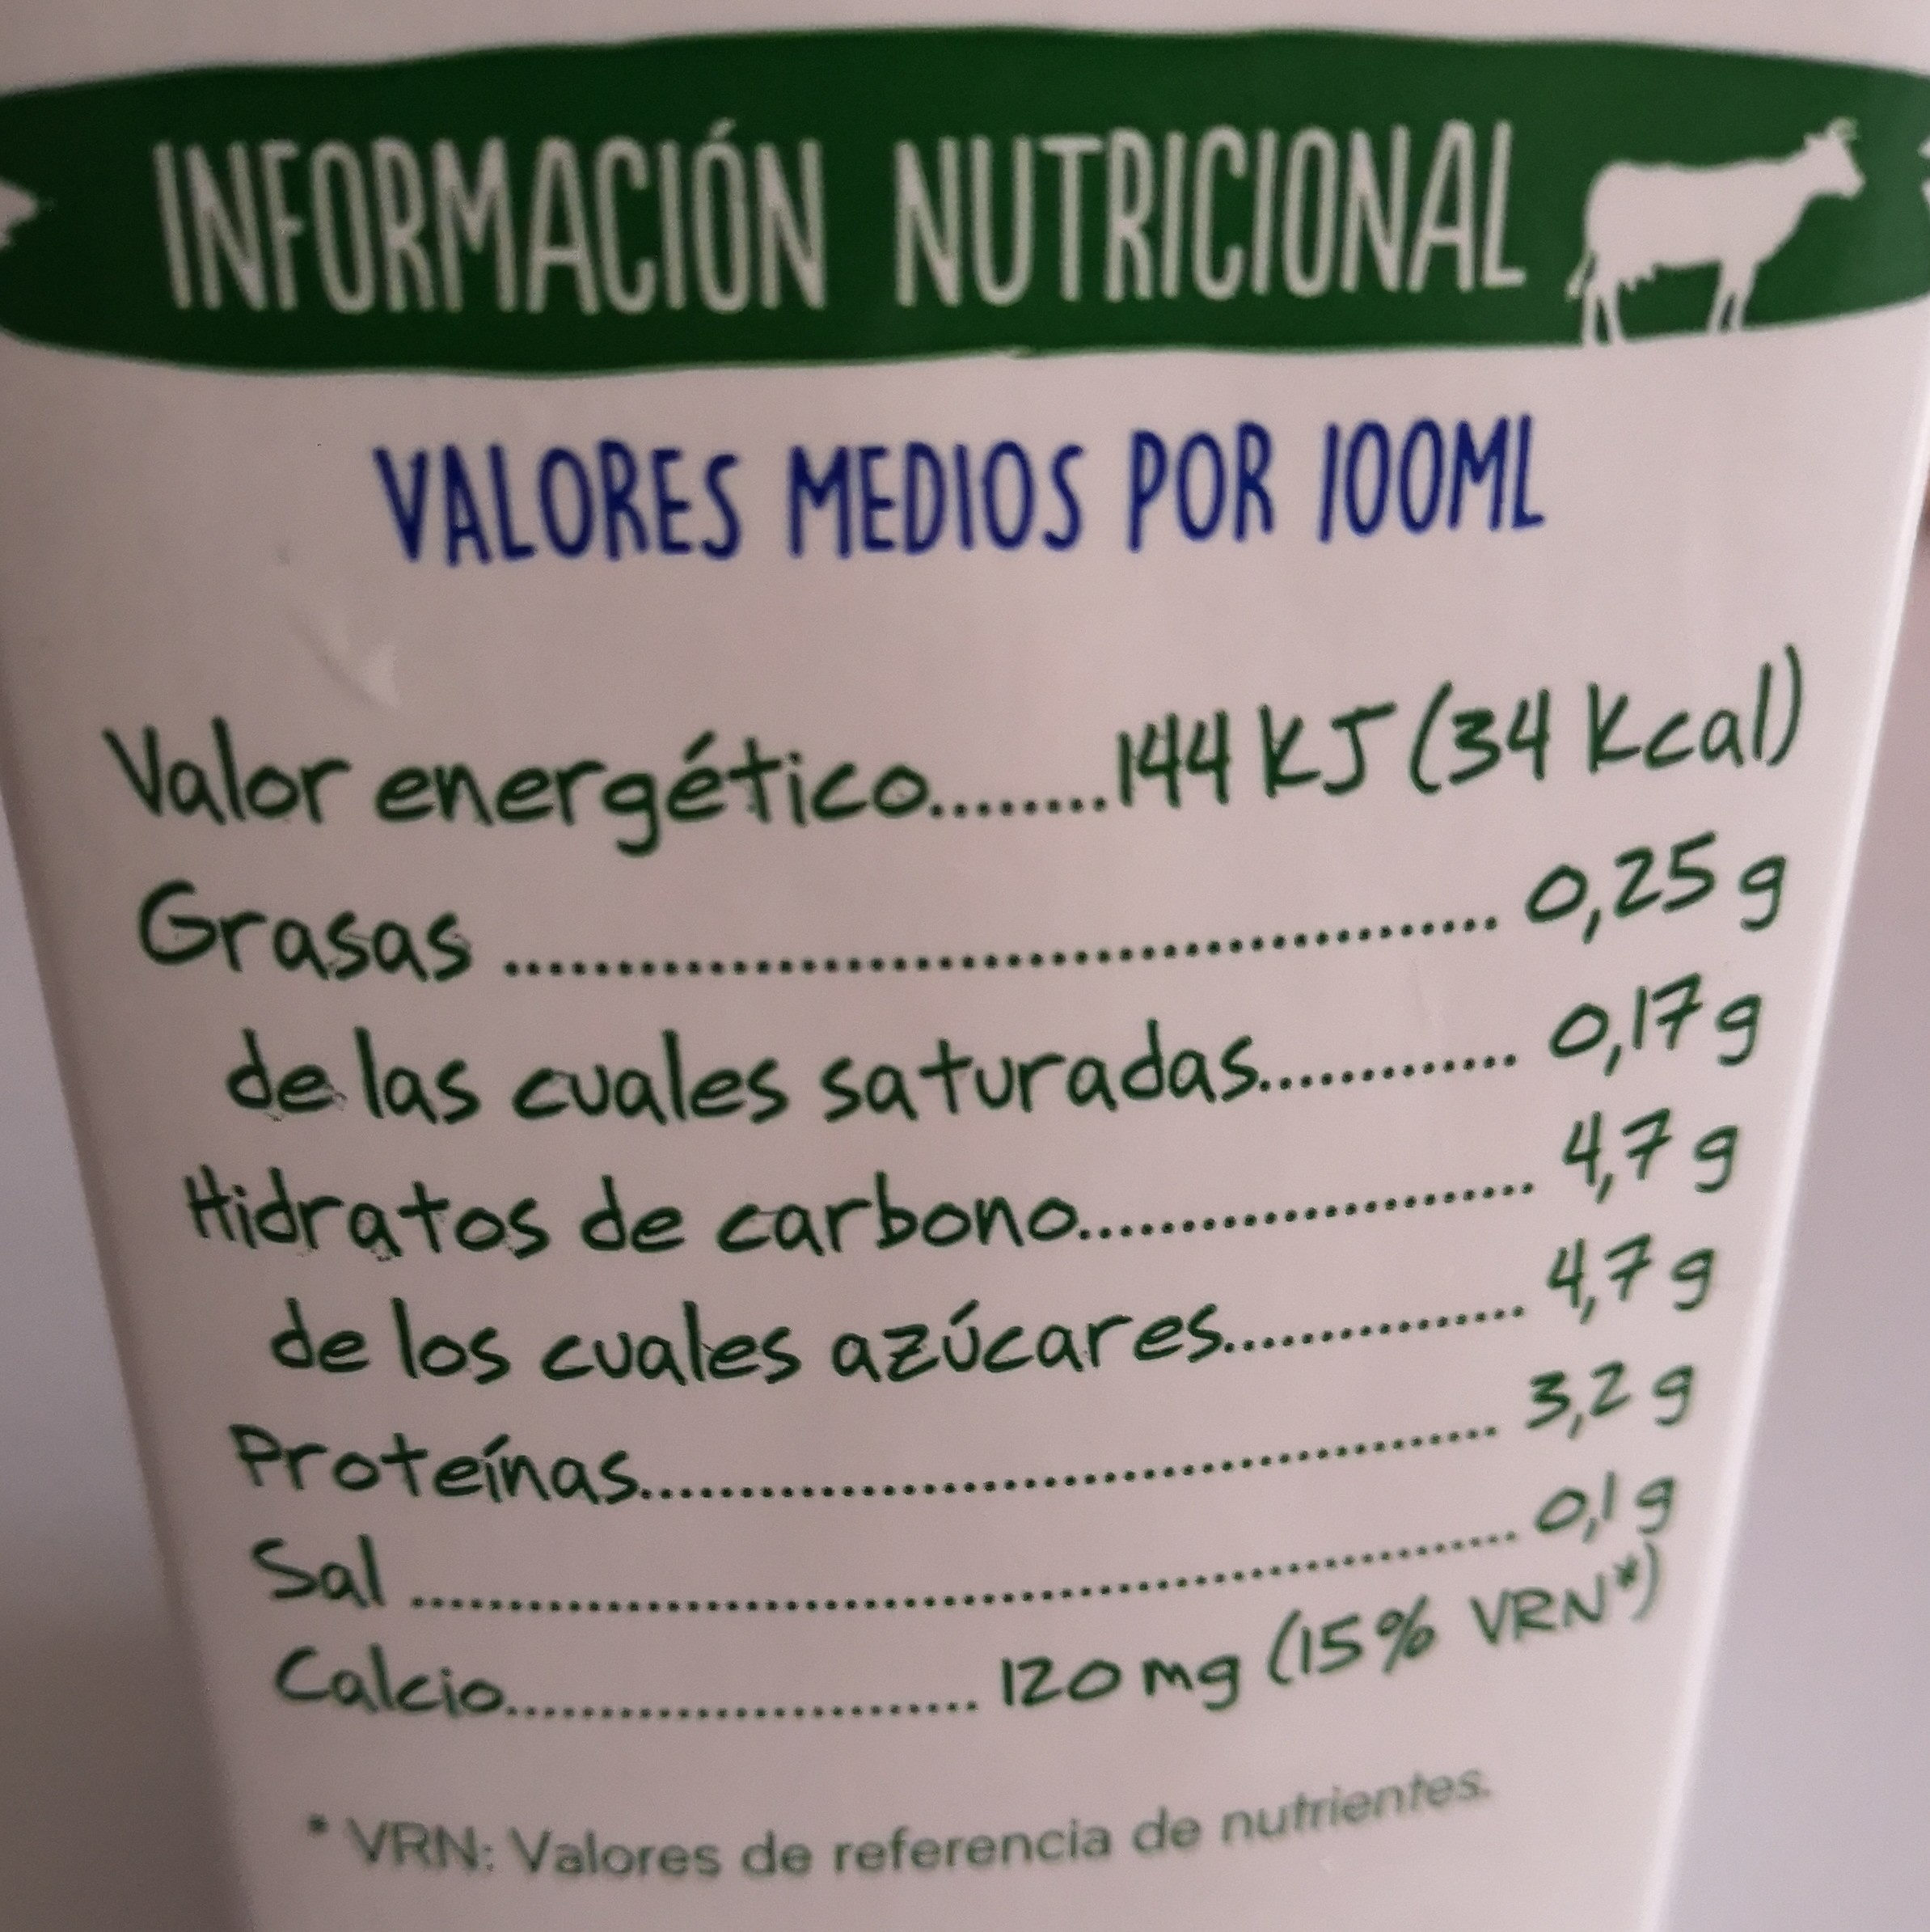 INFORMACIÓN NUTRICIONAL
VALORES MEDIOS POR 100ML
Valor energético........144 KJ (34 Kcal)
Grasas ........................................ 0,25 g
de las cuales saturadas............. 0,17 g
Hidratos de carbono...................... 4,7 g
de los cuales azúcares............... 4,7 g
Proteínas........................................ 3,2 g
Sal ................................................ 0,1 g
Calcio........................ 120 mg (15% VRN*)
* VRN: Valores de referencia de nutrientes.